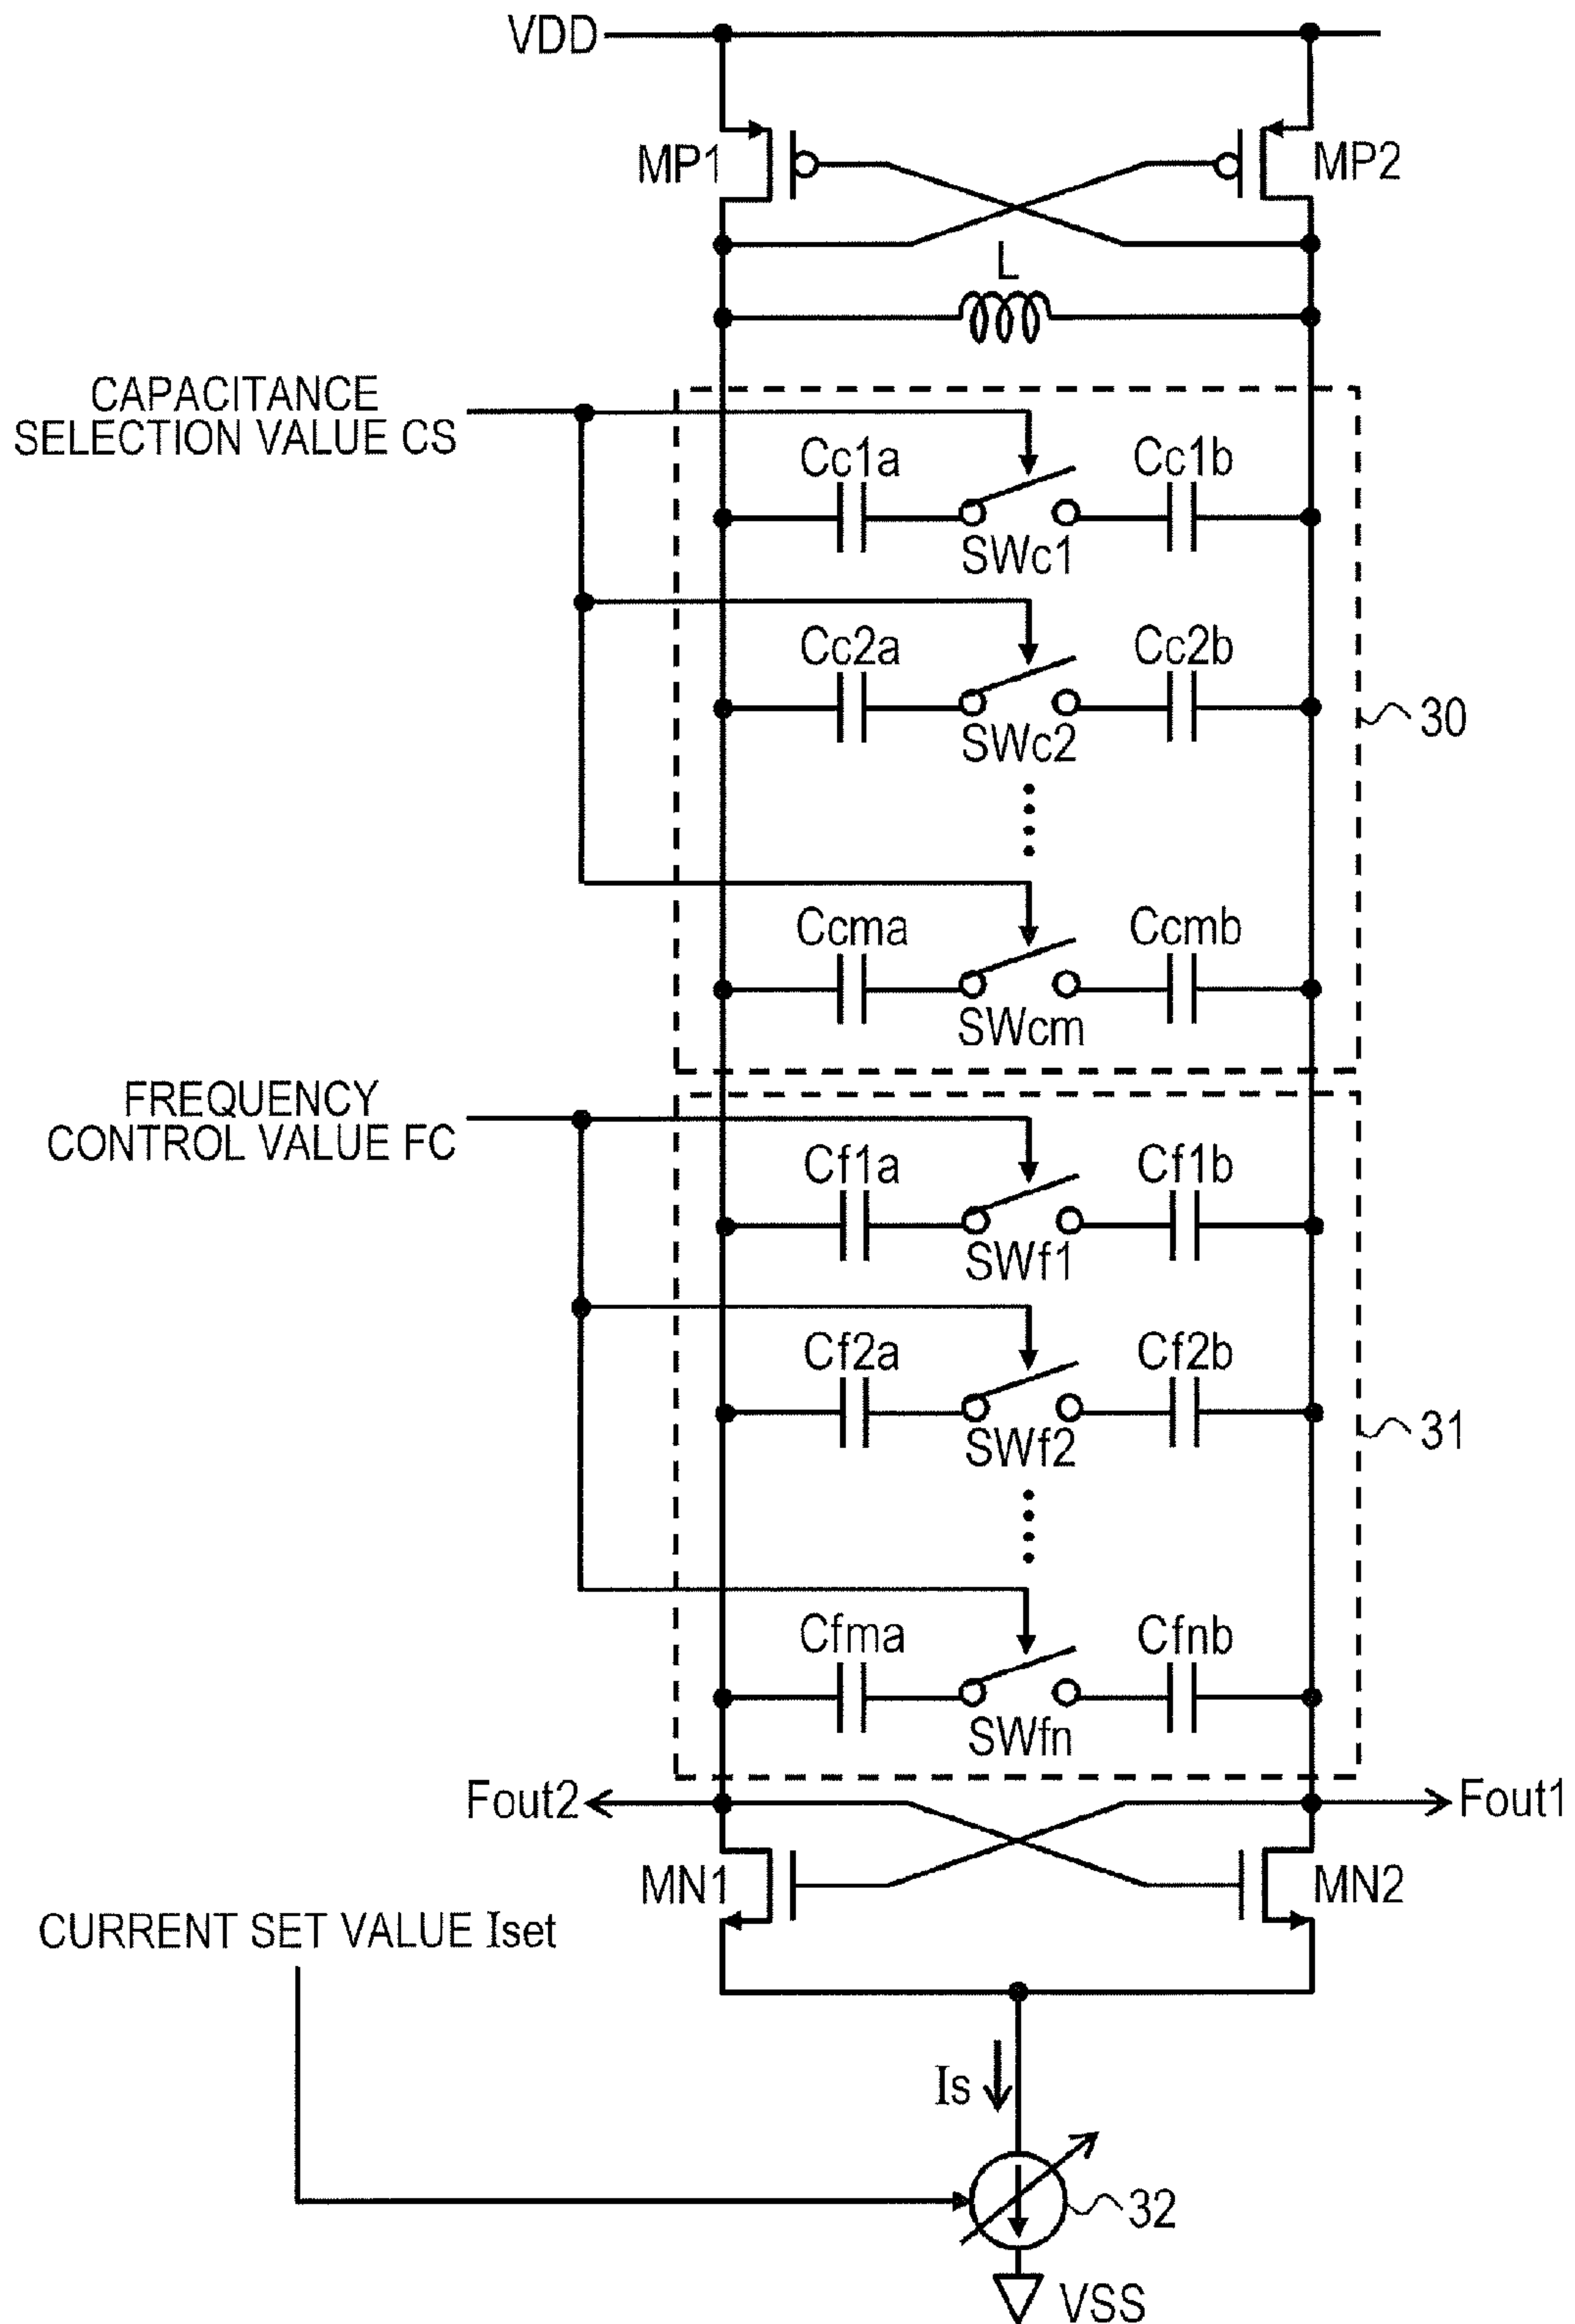 VDD
MP1
MP2
L
CAPACITANCE
SELECTION VALUE CS
Cc1a
Cc1b
SWc1
Cc2a
Cc2b
SWc2
30
Ccma
Ccmb
SWcm
FREQUENCY
CONTROL VALUE FC
Cf1a
Cf1b
SWf1
Cf2a
Cf2b
SWf2
31
Cfma
Cfnb
SWfn
Fout2
Fout1
MN1
MN2
CURRENT SET VALUE Iset
Is
32
VSS